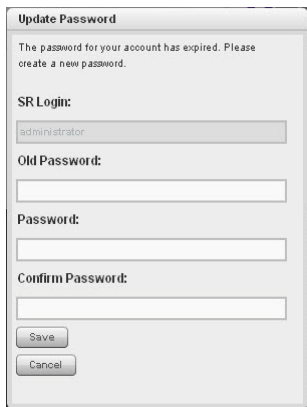 Update Password
The password for your account has expired. Please
create a new password.
SR Login:
administrator
Old Password:
Password:
Confirm Password:
Save
Cancel